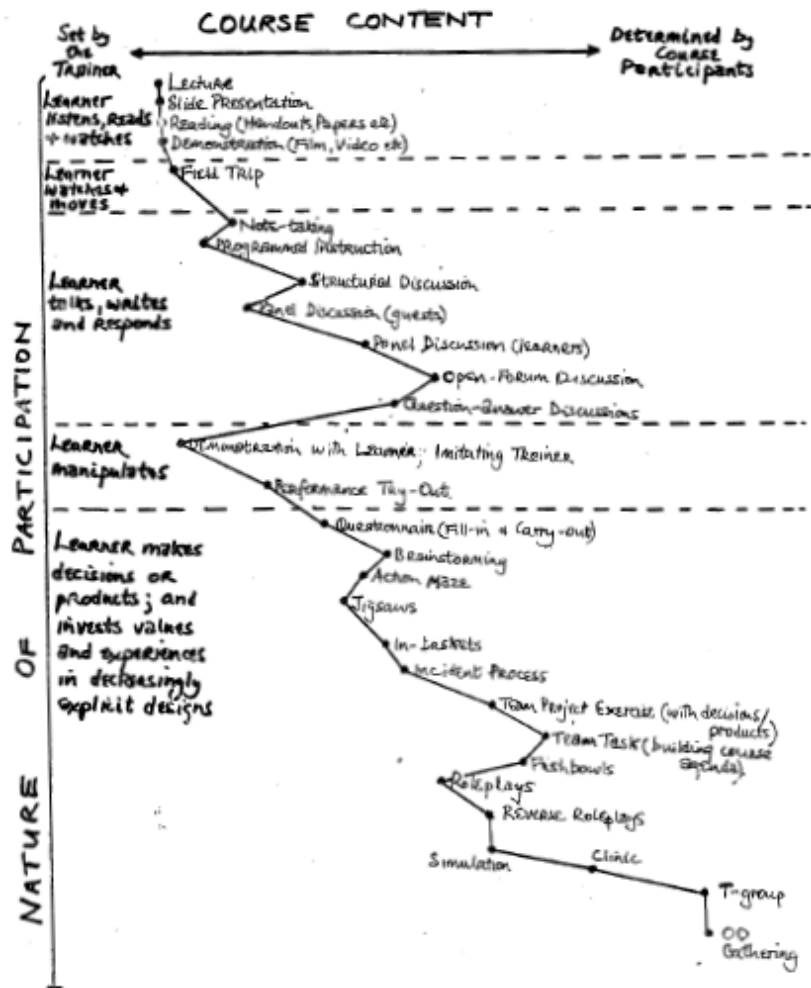 COURSE CONTENT
Set by
the
Trainer
Determined by
Course
Participants
NATURE OF PARTICIPATION
Learner
listens, Reads
+ watches
Lecture
Slide Presentation
Reading (Handouts, Papers etc)
Demonstration (Film, Video etc)
Learner
watches +
moves
Field Trip
Learner
talks, writes
and Responds
Note-taking
Programmed Instruction
Structural Discussion
Panel Discussion (guests)
Panel Discussion (learners)
Open-Forum Discussion
Question-answer Discussions
Learner
manipulates
Demonstration with Learner; Imitating Trainer
Performance Try-Out
Learner makes
decisions or
products; and
invests values
and experiences
in decreasingly
explicit designs
Questionnair (Fill-in & Carry-out)
Brainstorming
Action Maze
Jigsaws
In-baskets
Incident Process
Team Project Exercise (with decisions/
products)
Team Task (building course
agenda)
Fishbowls
Roleplays
Reverse Roleplays
Simulation
Clinic
T-group
Gathering